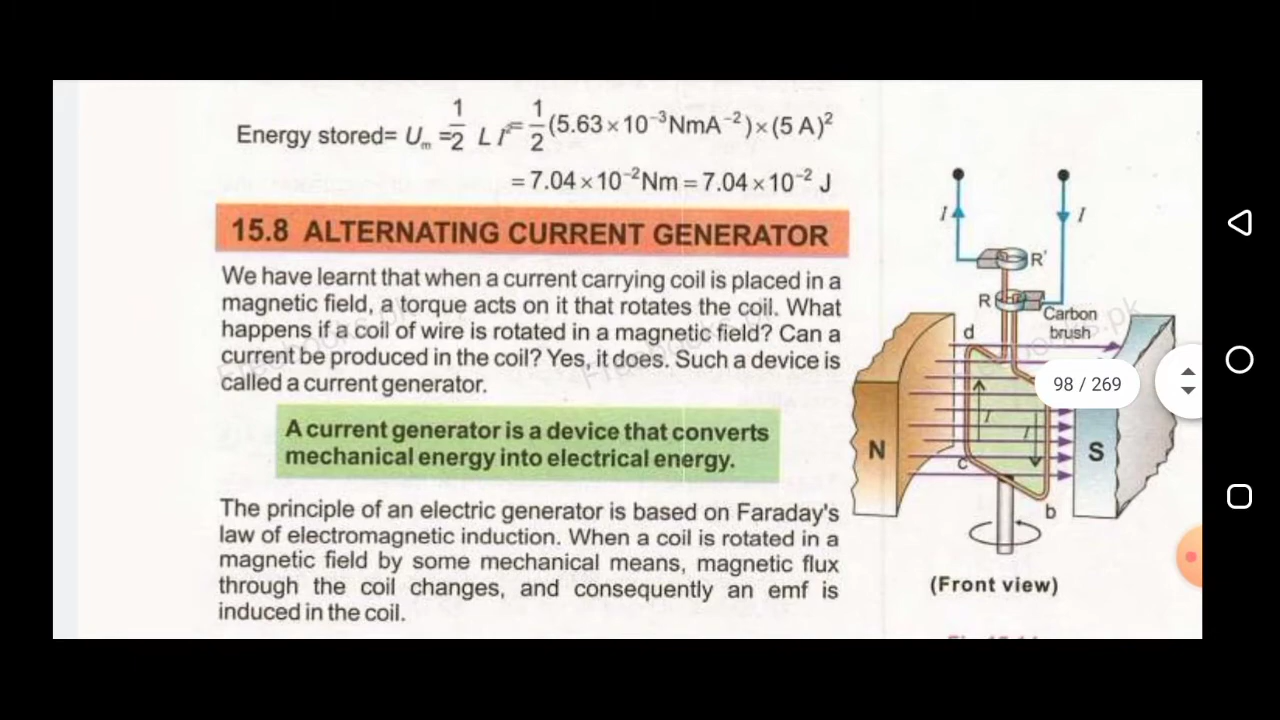 Energy stored= Uₘ = 1/2 L I² = 1/2 (5.63 × 10⁻³ NmA⁻²) × (5 A)²
= 7.04 × 10⁻² Nm = 7.04 × 10⁻² J
15.8 ALTERNATING CURRENT GENERATOR
We have learnt that when a current carrying coil is placed in a
magnetic field, a torque acts on it that rotates the coil. What
happens if a coil of wire is rotated in a magnetic field? Can a
current be produced in the coil? Yes, it does. Such a device is
called a current generator.
A current generator is a device that converts
mechanical energy into electrical energy.
The principle of an electric generator is based on Faraday's
law of electromagnetic induction. When a coil is rotated in a
magnetic field by some mechanical means, magnetic flux
through the coil changes, and consequently an emf is
induced in the coil.
I
I
R'
R
Carbon
brush
d
98 / 269
I
I
N
S
c
b
(Front view)